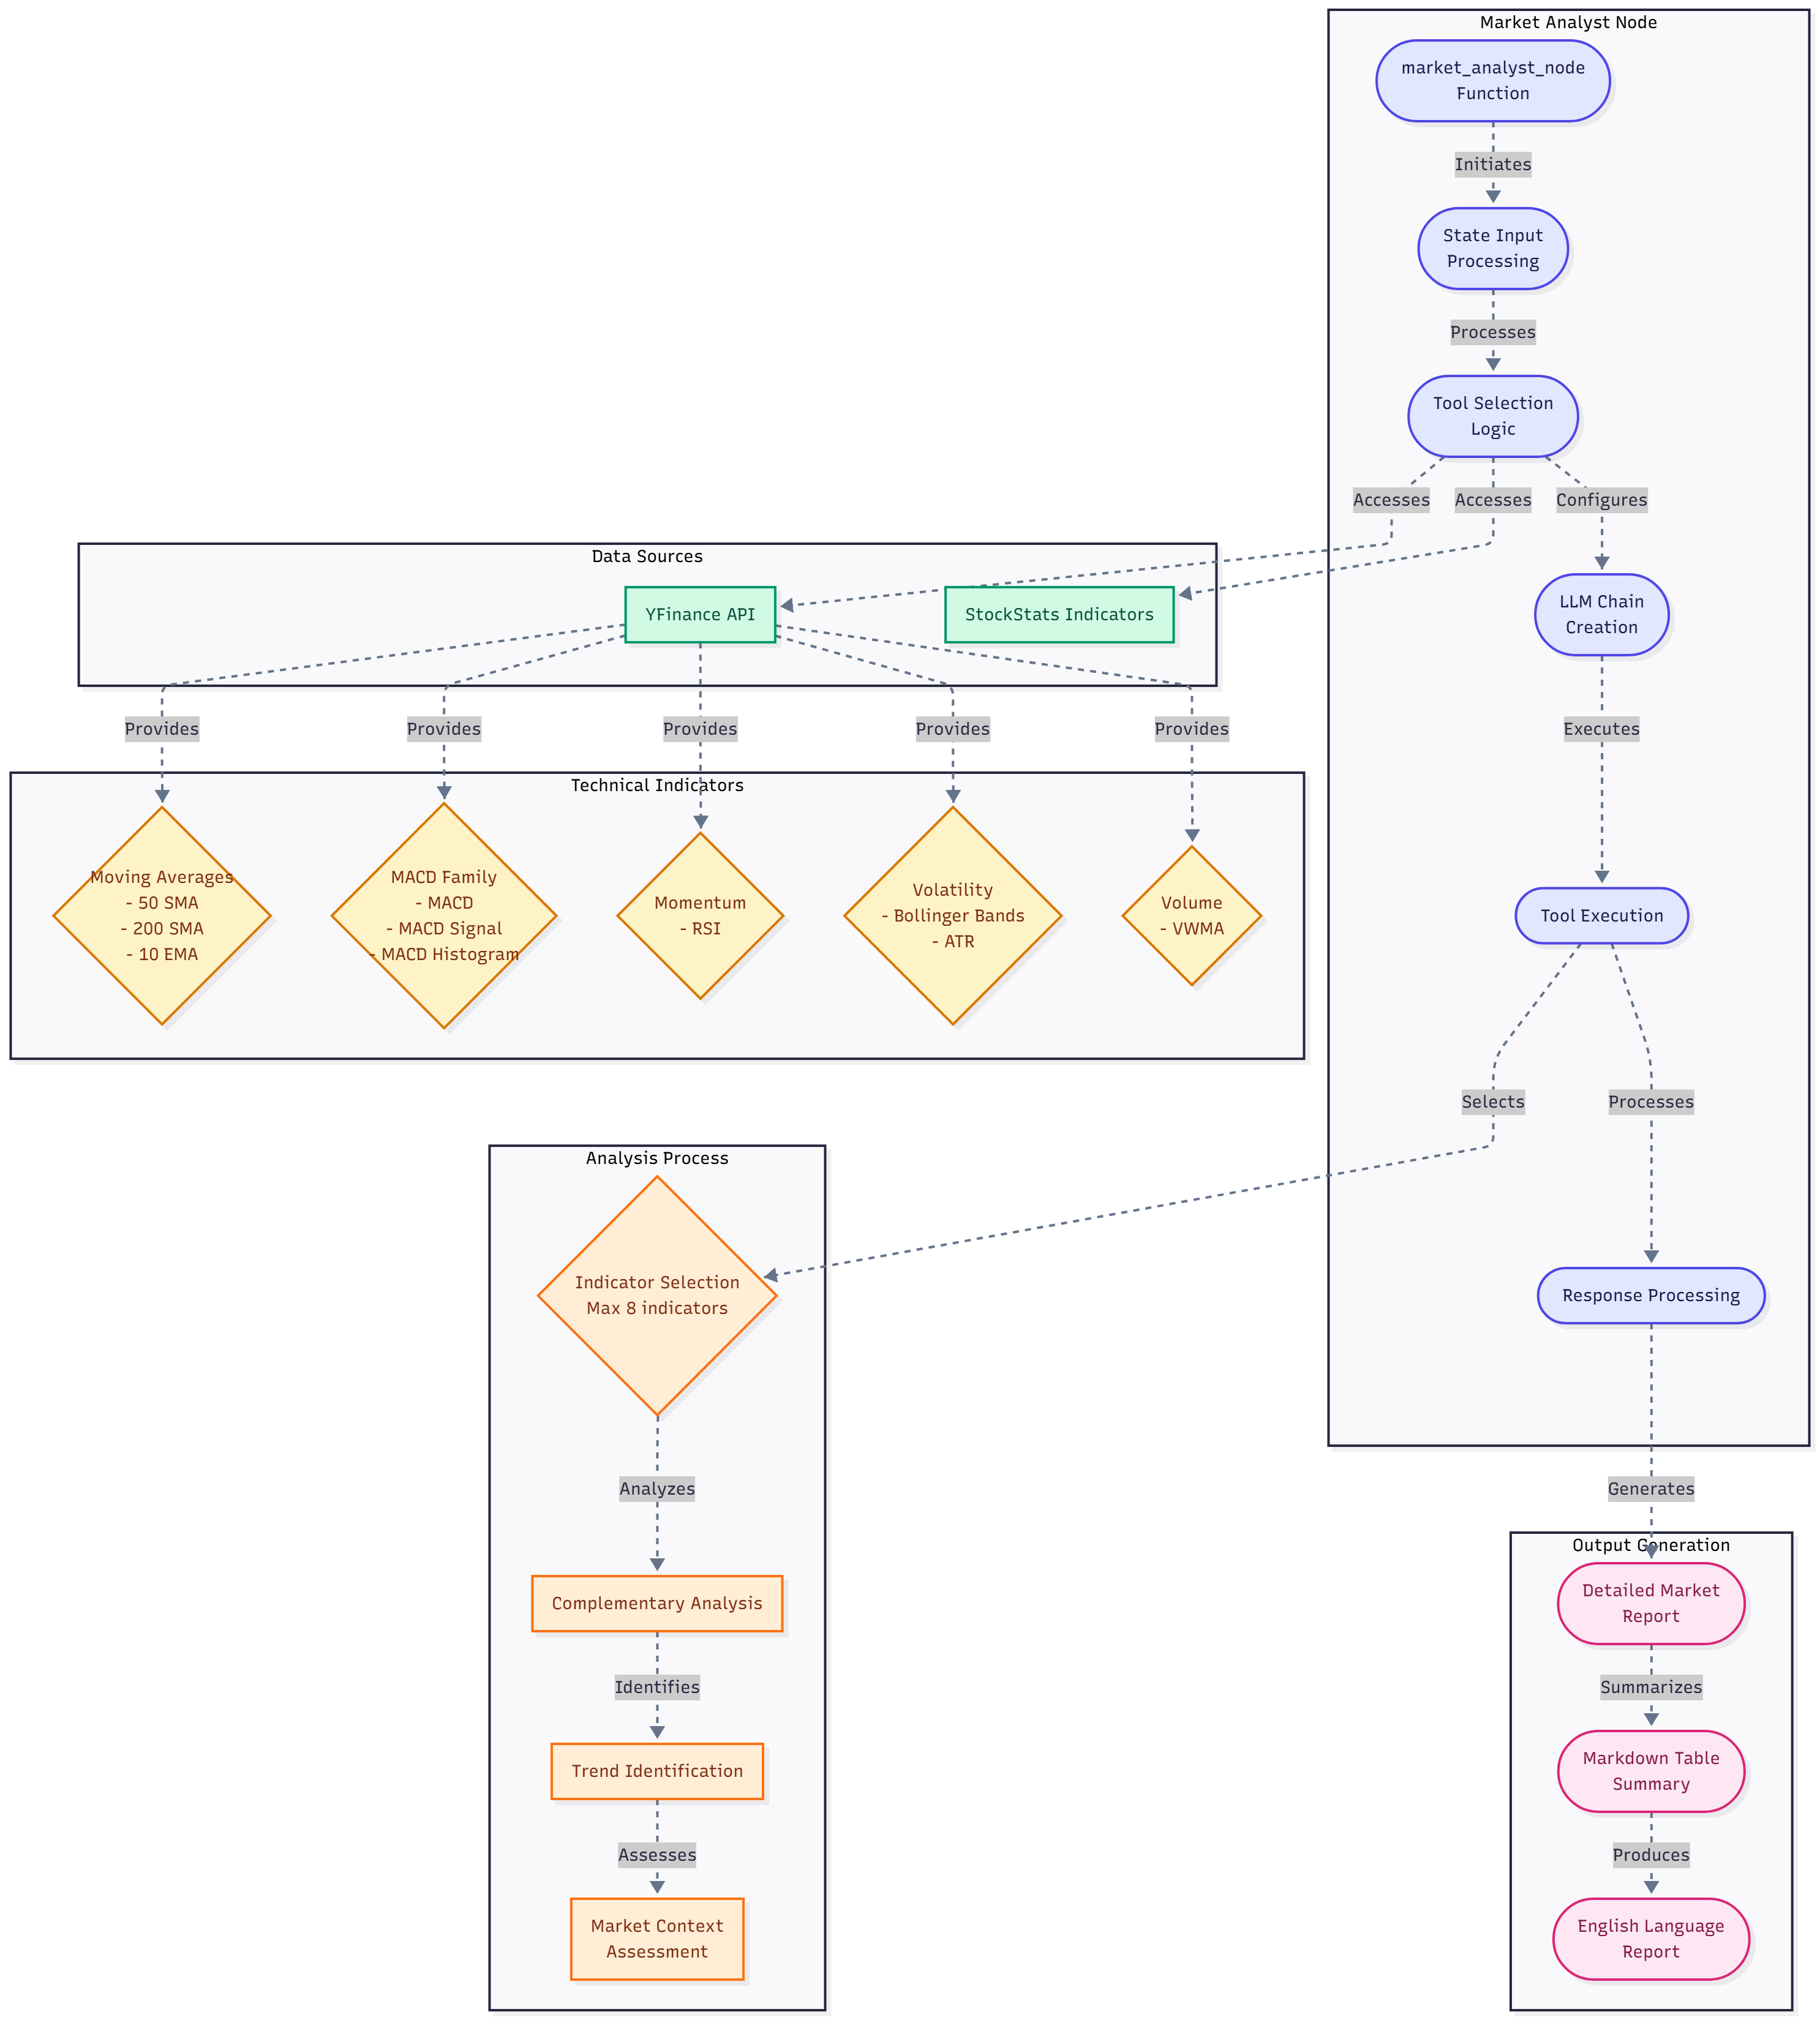 Market Analyst Node
market_analyst_node
Function
Initiates
State Input
Processing
Processes
Tool Selection
Logic
Accesses
Accesses
Configures
Data Sources
YFinance API
StockStats Indicators
LLM Chain
Creation
Provides
Provides
Provides
Provides
Provides
Executes
Technical Indicators
Moving Averages
- 50 SMA
- 200 SMA
- 10 EMA
MACD Family
- MACD
- MACD Signal
- MACD Histogram
Momentum
- RSI
Volatility
- Bollinger Bands
- ATR
Volume
- VWMA
Tool Execution
Selects
Processes
Analysis Process
Indicator Selection
Max 8 indicators
Response Processing
Analyzes
Generates
Output Generation
Complementary Analysis
Detailed Market
Report
Identifies
Summarizes
Trend Identification
Markdown Table
Summary
Assesses
Produces
Market Context
Assessment
English Language
Report